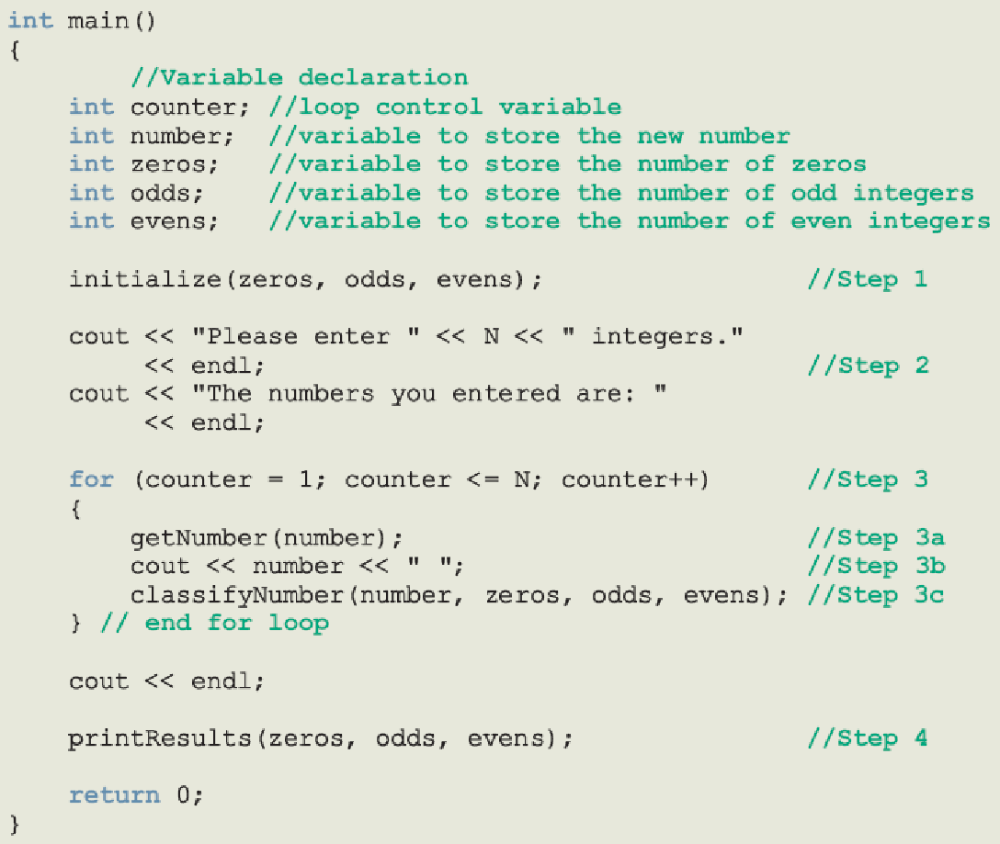 int main()
{
        //Variable declaration
    int counter; //loop control variable
    int number;  //variable to store the new number
    int zeros;   //variable to store the number of zeros
    int odds;    //variable to store the number of odd integers
    int evens;   //variable to store the number of even integers

    initialize(zeros, odds, evens);                 //Step 1

    cout << "Please enter " << N << " integers."
         << endl;                                   //Step 2
    cout << "The numbers you entered are: "
         << endl;

    for (counter = 1; counter <= N; counter++)      //Step 3
    {
        getNumber(number);                          //Step 3a
        cout << number << " ";                      //Step 3b
        classifyNumber(number, zeros, odds, evens); //Step 3c
    } // end for loop

    cout << endl;

    printResults(zeros, odds, evens);               //Step 4

    return 0;
}